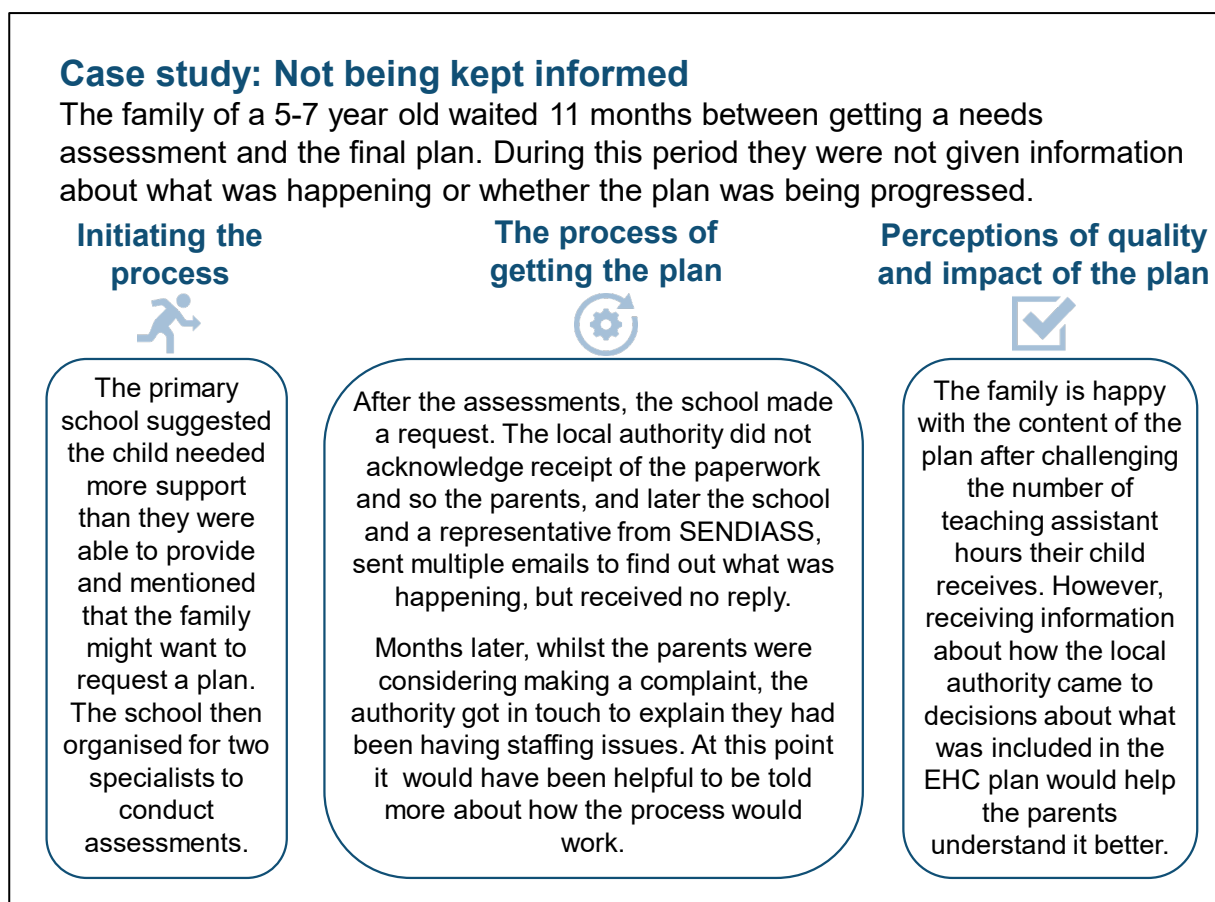 Case study: Not being kept informed
The family of a 5-7 year old waited 11 months between getting a needs
assessment and the final plan. During this period they were not given information
about what was happening or whether the plan was being progressed.
Initiating the
process
The primary
school suggested
the child needed
more support
than they were
able to provide
and mentioned
that the family
might want to
request a plan.
The school then
organised for two
specialists to
conduct
assessments.
The process of
getting the plan
After the assessments, the school made
a request. The local authority did not
acknowledge receipt of the paperwork
and so the parents, and later the school
and a representative from SENDIASS,
sent multiple emails to find out what was
happening, but received no reply.
Months later, whilst the parents were
considering making a complaint, the
authority got in touch to explain they had
been having staffing issues. At this point
it would have been helpful to be told
more about how the process would
work.
Perceptions of quality
and impact of the plan
The family is happy
with the content of the
plan after challenging
the number of
teaching assistant
hours their child
receives. However,
receiving information
about how the local
authority came to
decisions about what
was included in the
EHC plan would help
the parents
understand it better.